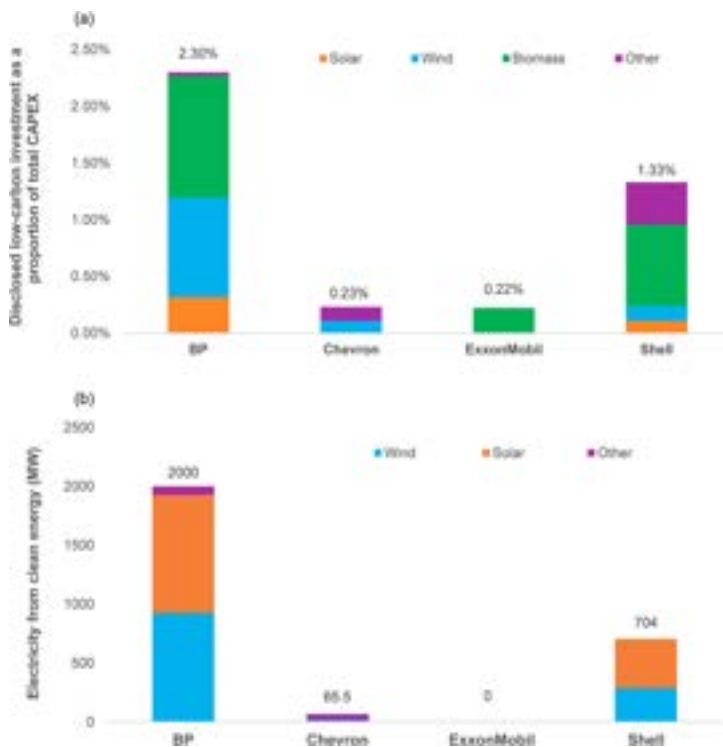 (a)
Disclosed low-carbon investment as a
proportion of total CAPEX
2.50%
2.00%
1.50%
1.00%
0.50%
0.00%
Solar Wind Biomass Other
2.30%
0.23%
0.22%
1.33%
BP Chevron ExxonMobil Shell
(b)
Electricity from clean energy (MW)
2500
2000
1500
1000
500
0
Wind Solar Other
2000
65.5
0
704
BP Chevron ExxonMobil Shell